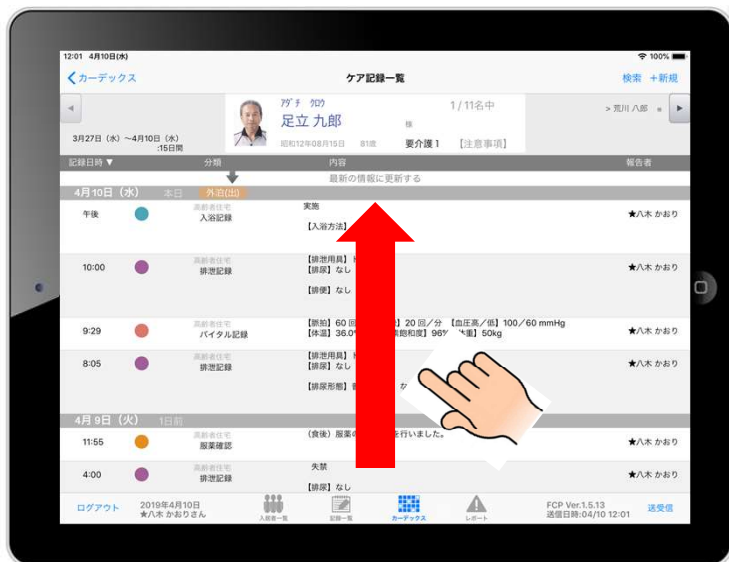 12:01 4月10日(水)
100%
カーデックス
ケア記録一覧
検索 +新規
アダチ クロウ
足立 九郎
様
1 / 11名中
> 荒川 八郎
3月27日（水）～4月10日（水）
:15日間
昭和12年08月15日 81歳
要介護 1 【注意事項】
記録日時 ▼ 分類 内容 報告者
最新の情報に更新する
4月10日（水） 本日 外泊(出)
午後
高齢者住宅
入浴記録
実施
【入浴方法】
★八木 かおり
10:00
高齢者住宅
排泄記録
【排泄用具】
【排尿】なし
【排便】なし
★八木 かおり
9:29
高齢者住宅
バイタル記録
【脈拍】60 回
】20 回／分 【血圧高／低】100／60 mmHg
【体温】36.0
飽和度】96%
】50kg
★八木 かおり
8:05
高齢者住宅
排泄記録
【排泄用具】
【排尿】なし
【排尿形態】
★八木 かおり
4月 9日（火） 1日前
11:55
高齢者住宅
服薬確認
（食後）服薬の
を行いました。
★八木 かおり
4:00
高齢者住宅
排泄記録
失禁
【排尿】なし
★八木 かおり
ログアウト
2019年4月10日
★八木 かおりさん
入居者一覧
記録一覧
カーデックス
レポート
FCP Ver.1.5.13
送信日時:04/10 12:01
送受信